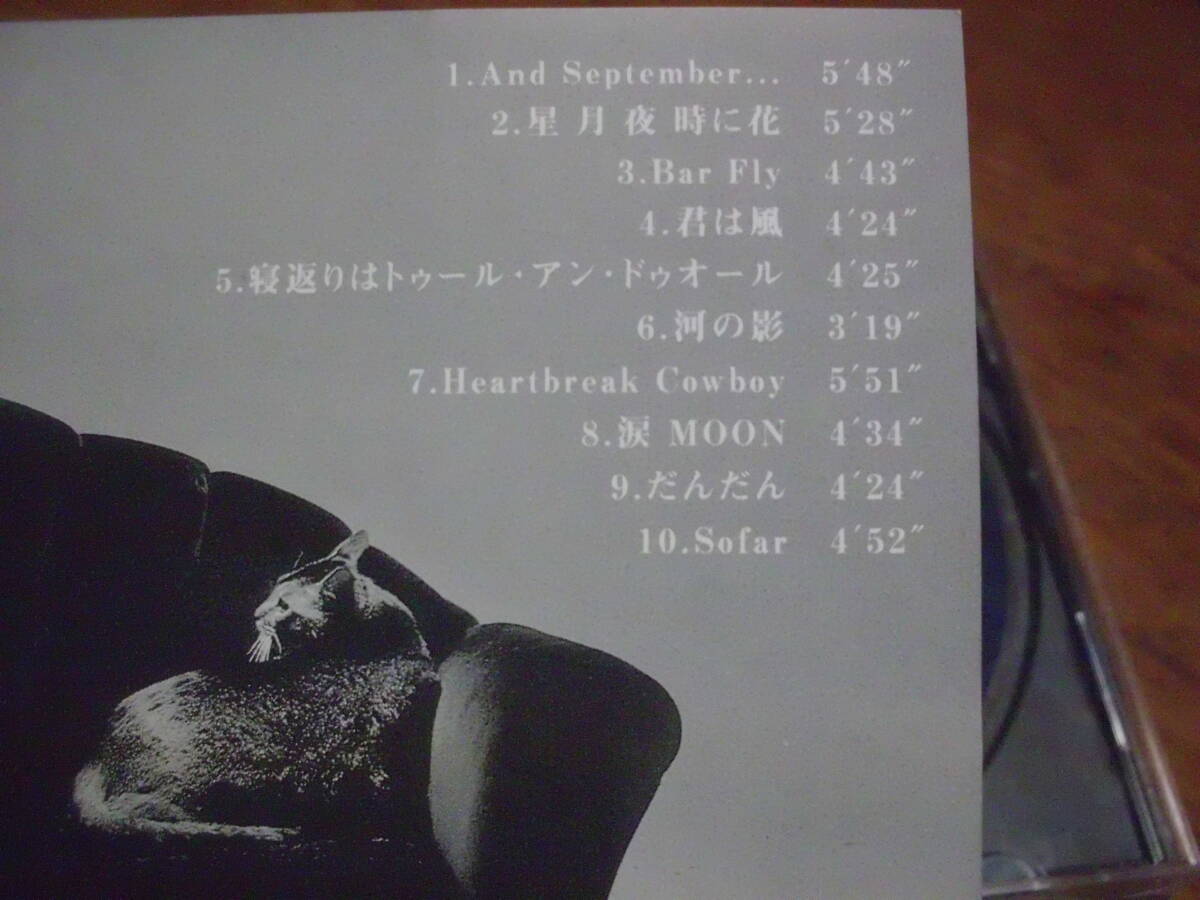 1.And September... 5′48″
2.星 月 夜 時に花 5′28″
3.Bar Fly 4′43″
4.君は風 4′24″
5.寝返りはトゥール・アン・ドゥオール 4′25″
6.河の影 3′19″
7.Heartbreak Cowboy 5′51″
8.涙 MOON 4′34″
9.だんだん 4′24″
10.Sofar 4′52″